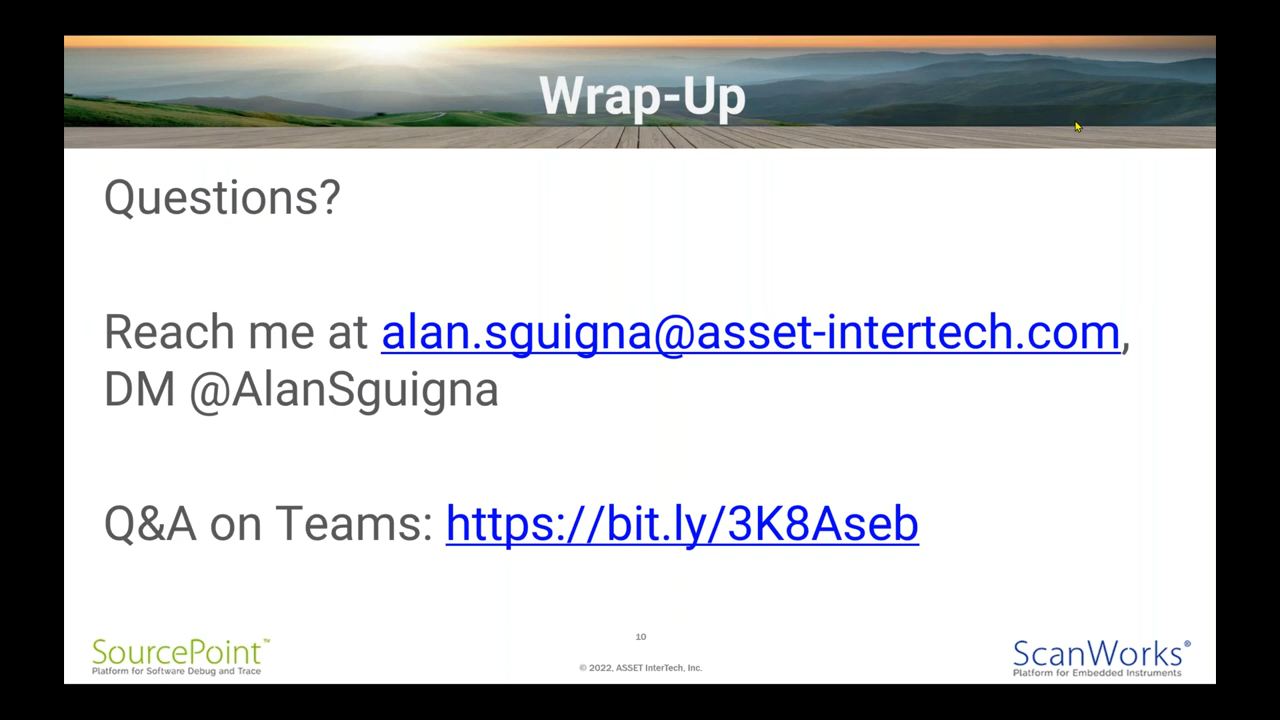 Wrap-Up
Questions?
Reach me at alan.sguigna@asset-intertech.com,
DM @AlanSguigna
Q&A on Teams: https://bit.ly/3K8Aseb
SourcePoint™
Platform for Software Debug and Trace
10
© 2022, ASSET InterTech, Inc.
ScanWorks®
Platform for Embedded Instruments